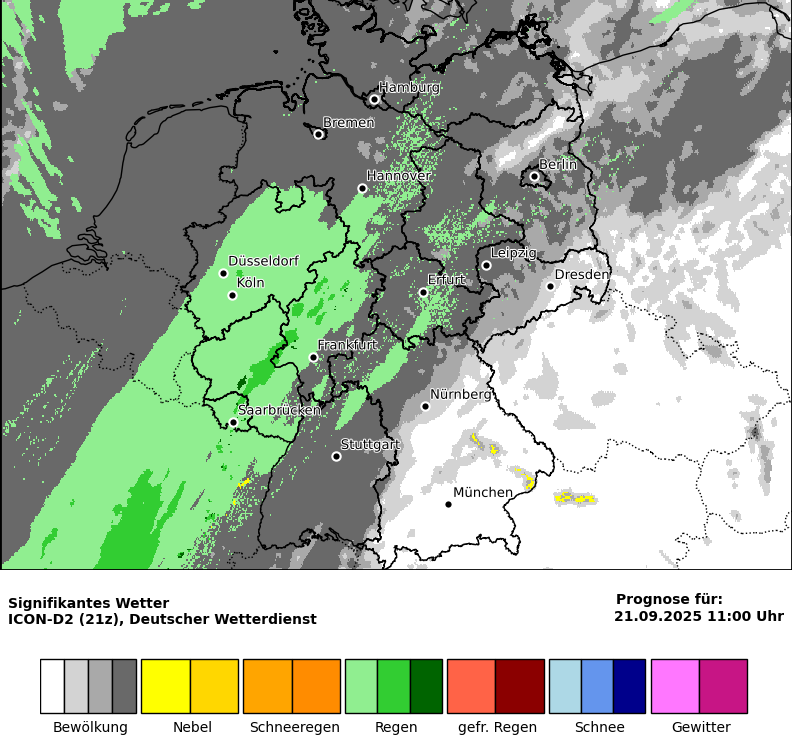 Hamburg
Bremen
Berlin
Hannover
Leipzig
Düsseldorf
Dresden
Köln
Erfurt
Frankfurt
Nürnberg
Saarbrücken
Stuttgart
München
Signifikantes Wetter
ICON-D2 (21z), Deutscher Wetterdienst
Prognose für:
21.09.2025 11:00 Uhr
Bewölkung Nebel Schneeregen Regen gefr. Regen Schnee Gewitter